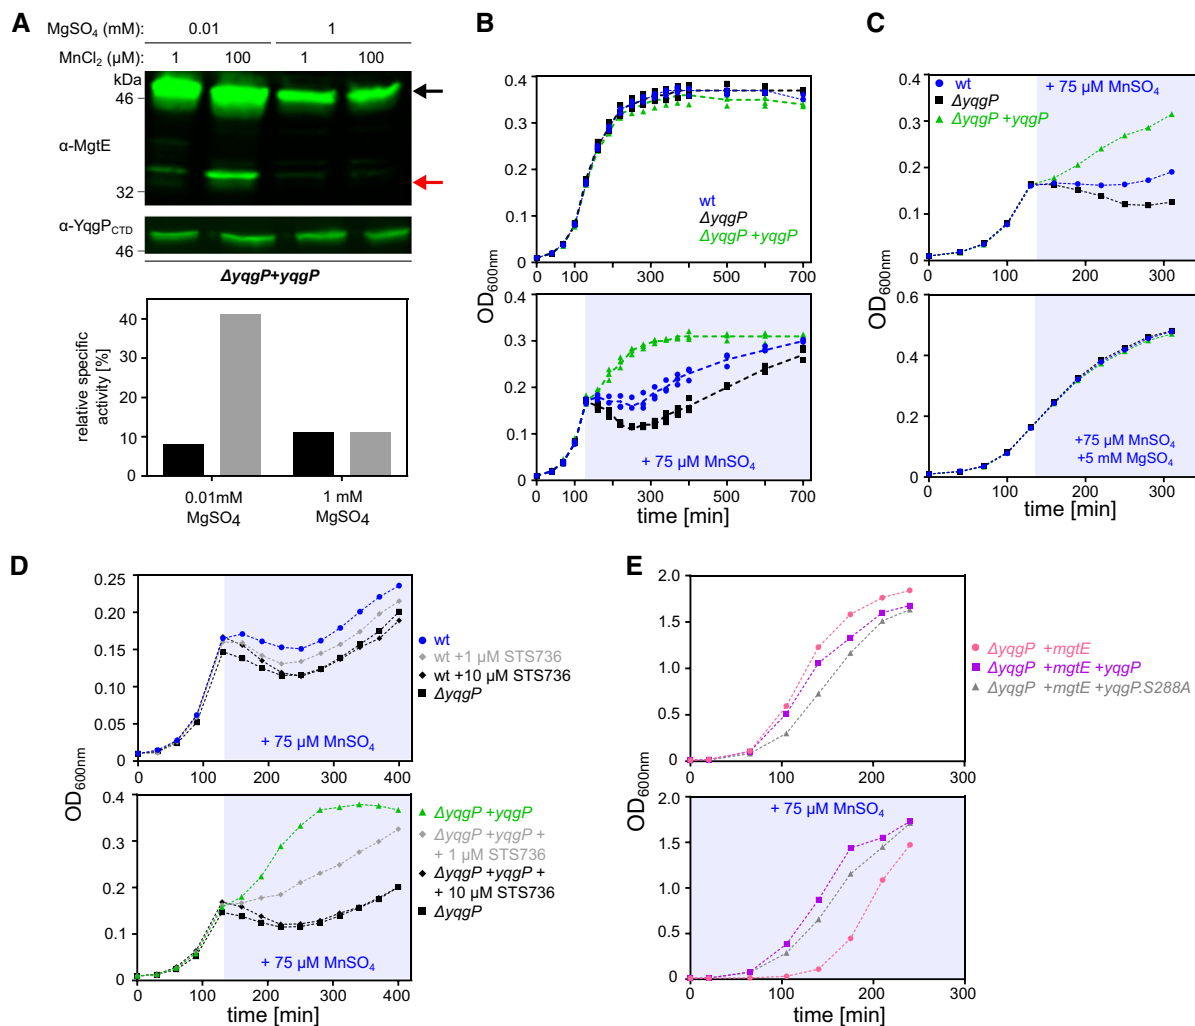 A
MgSO₄ (mM): 0.01 1
MnCl₂ (µM): 1 100 1 100
kDa
46
α-MgtE
32
α-YqgP_CTD
46
ΔyqgP+yqgP
relative specific
activity [%]
40
30
20
10
0
0.01mM 1 mM
MgSO₄ MgSO₄
B
OD₆₀₀nm
0.4
0.3
0.2
0.1
0
wt
ΔyqgP
ΔyqgP +yqgP
0 100 300 500 700
0.4
0.3
0.2
0.1
0
+ 75 µM MnSO₄
0 100 300 500 700
time [min]
C
wt
ΔyqgP
ΔyqgP +yqgP
OD₆₀₀nm
0.4
0.3
0.2
0.1
0
+ 75 µM MnSO₄
0 100 200 300
0.6
0.4
0.2
0
+75 µM MnSO₄
+5 mM MgSO₄
0 100 200 300
time [min]
D
OD₆₀₀nm
0.25
0.20
0.15
0.10
0.05
0
+ 75 µM MnSO₄
0 100 200 300 400
wt
wt +1 µM STS736
wt +10 µM STS736
ΔyqgP
0.4
0.3
0.2
0.1
0
+ 75 µM MnSO₄
0 100 200 300 400
time [min]
ΔyqgP +yqgP
ΔyqgP +yqgP +
+ 1 µM STS736
ΔyqgP +yqgP +
+ 10 µM STS736
ΔyqgP
E
OD₆₀₀nm
2.0
1.5
1.0
0.5
0
0 100 200 300
ΔyqgP +mgtE
ΔyqgP +mgtE +yqgP
ΔyqgP +mgtE +yqgP.S288A
2.0
1.5
1.0
0.5
0
+ 75 µM MnSO₄
0 100 200 300
time [min]